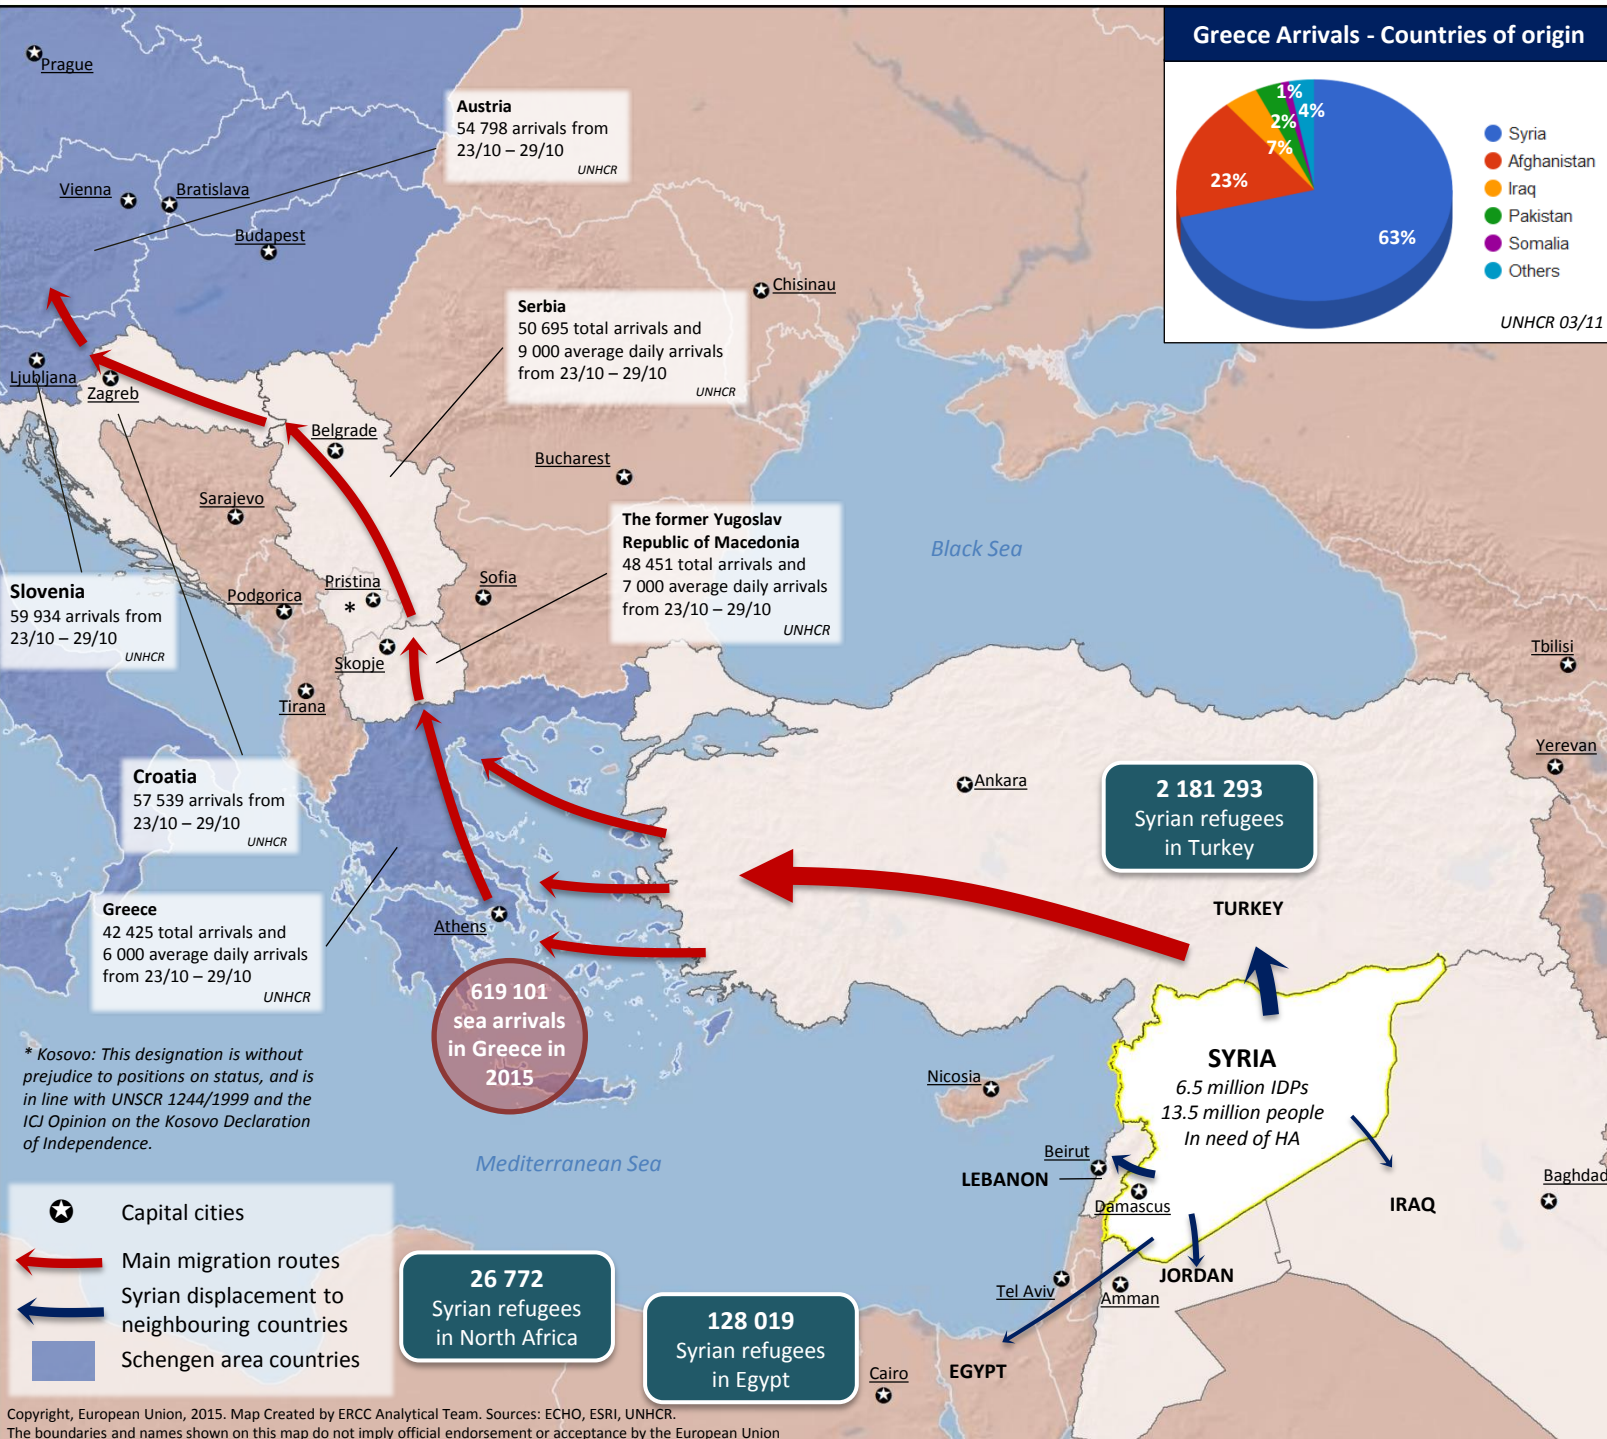 Greece Arrivals - Countries of origin
1%
4%
2%
7%
23%
63%
Syria
Afghanistan
Iraq
Pakistan
Somalia
Others
UNHCR 03/11
Prague
Austria
54 798 arrivals from
23/10 – 29/10
UNHCR
Vienna
Bratislava
Budapest
Chisinau
Serbia
50 695 total arrivals and
9 000 average daily arrivals
from 23/10 – 29/10
UNHCR
Ljubljana
Zagreb
Belgrade
Bucharest
Sarajevo
The former Yugoslav
Republic of Macedonia
48 451 total arrivals and
7 000 average daily arrivals
from 23/10 – 29/10
UNHCR
Black Sea
Slovenia
59 934 arrivals from
23/10 – 29/10
UNHCR
Podgorica
Pristina
*
Sofia
Skopje
Tirana
Tbilisi
Yerevan
Croatia
57 539 arrivals from
23/10 – 29/10
UNHCR
Ankara
2 181 293
Syrian refugees
in Turkey
TURKEY
Greece
42 425 total arrivals and
6 000 average daily arrivals
from 23/10 – 29/10
UNHCR
Athens
619 101
sea arrivals
in Greece in
2015
* Kosovo: This designation is without
prejudice to positions on status, and is
in line with UNSCR 1244/1999 and the
ICJ Opinion on the Kosovo Declaration
of Independence.
SYRIA
6.5 million IDPs
13.5 million people
In need of HA
Nicosia
Mediterranean Sea
Beirut
LEBANON
Damascus
IRAQ
Baghdad
JORDAN
Tel Aviv
Amman
EGYPT
Cairo
Capital cities
Main migration routes
Syrian displacement to
neighbouring countries
Schengen area countries
26 772
Syrian refugees
in North Africa
128 019
Syrian refugees
in Egypt
Copyright, European Union, 2015. Map Created by ERCC Analytical Team. Sources: ECHO, ESRI, UNHCR.
The boundaries and names shown on this map do not imply official endorsement or acceptance by the European Union